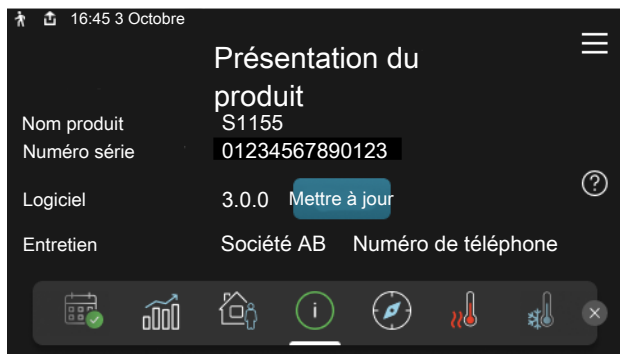 16:45 3 Octobre
Présentation du
produit
Nom produit S1155
Numéro série 01234567890123
Logiciel 3.0.0 Mettre à jour
Entretien Société AB Numéro de téléphone